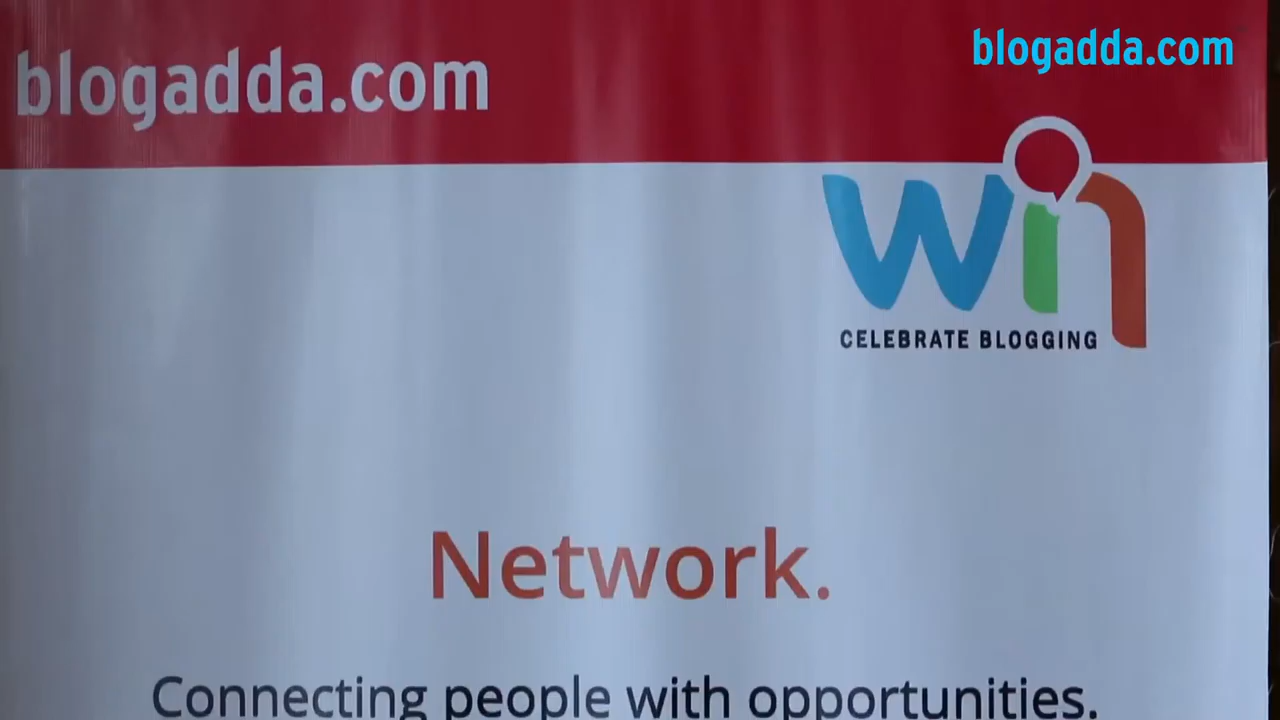 blogadda.com
blogadda.com
win
CELEBRATE BLOGGING
Network.
Connecting people with opportunities.